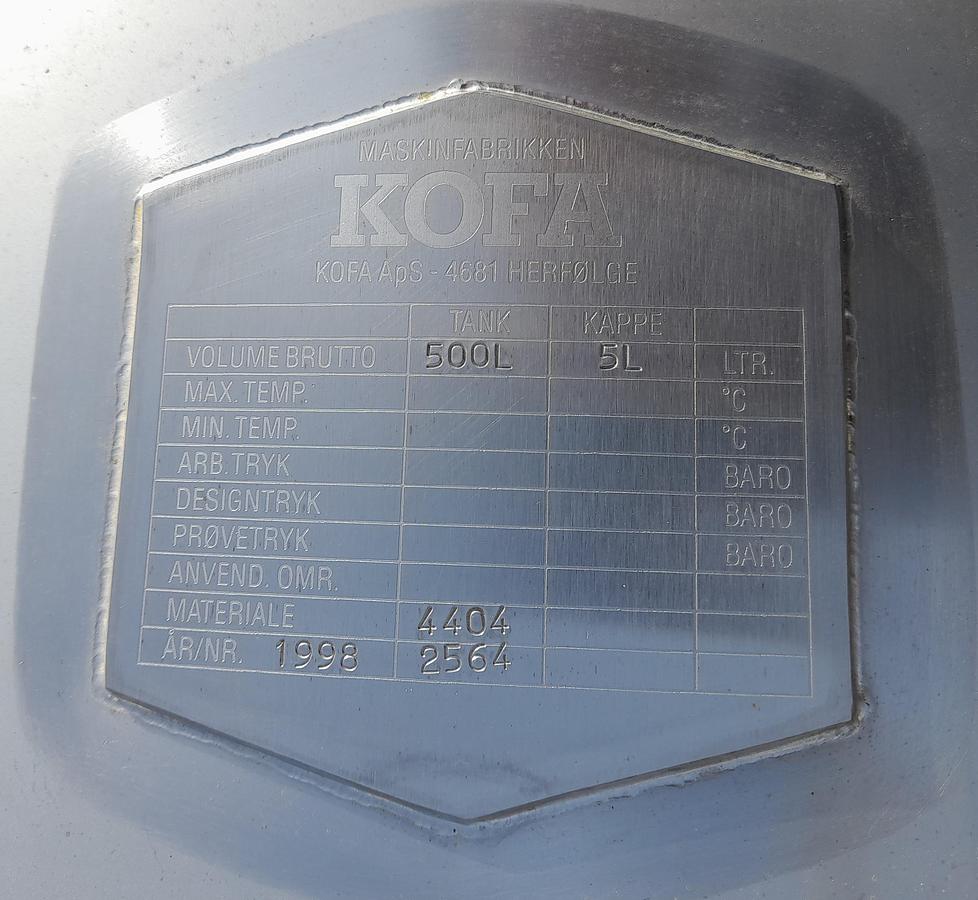 MASKINFABRIKKEN
KOFA
KOFA ApS - 4681 HERFØLGE
TANK KAPPE
VOLUME BRUTTO 500L 5L LTR.
MAX. TEMP. °C
MIN. TEMP. °C
ARB. TRYK BARO
DESIGNTRYK BARO
PRØVETRYK BARO
ANVEND. OMR.
MATERIALE 4404
ÅR/NR. 1998 2564